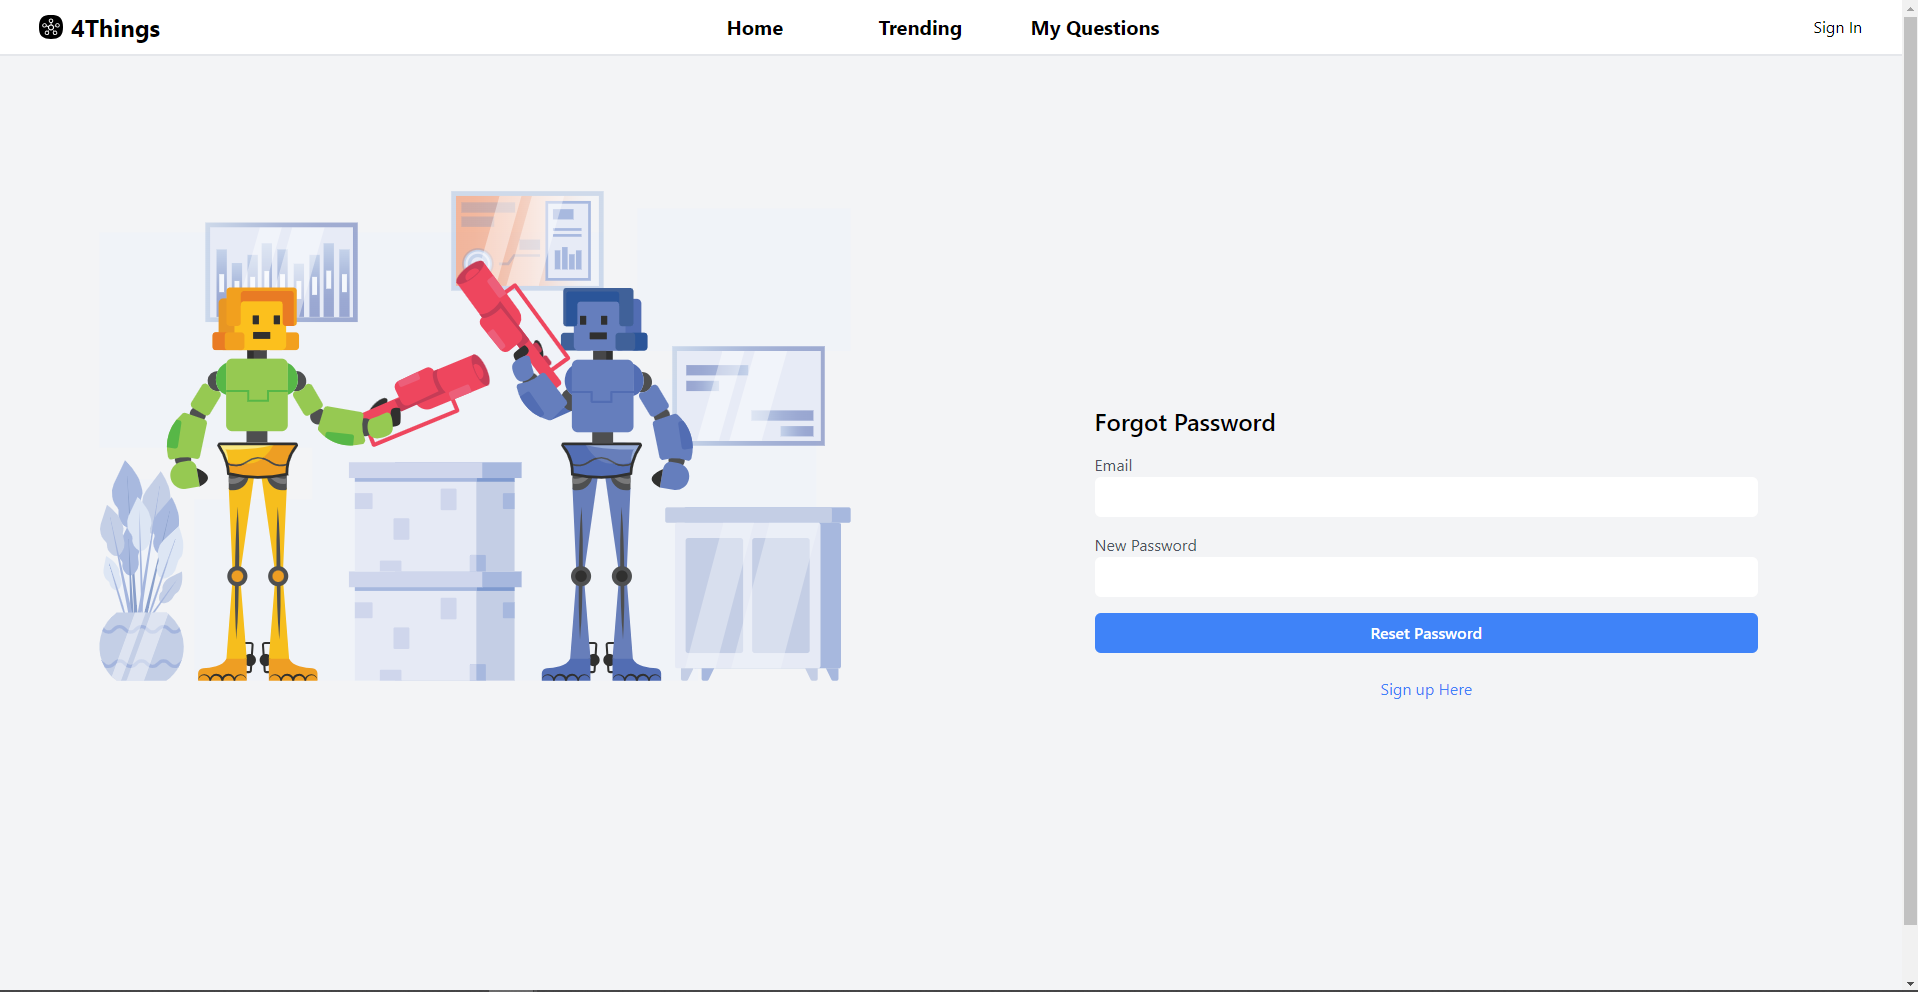 4Things
Home
Trending
My Questions
Sign In
Forgot Password
Email
New Password
Reset Password
Sign up Here